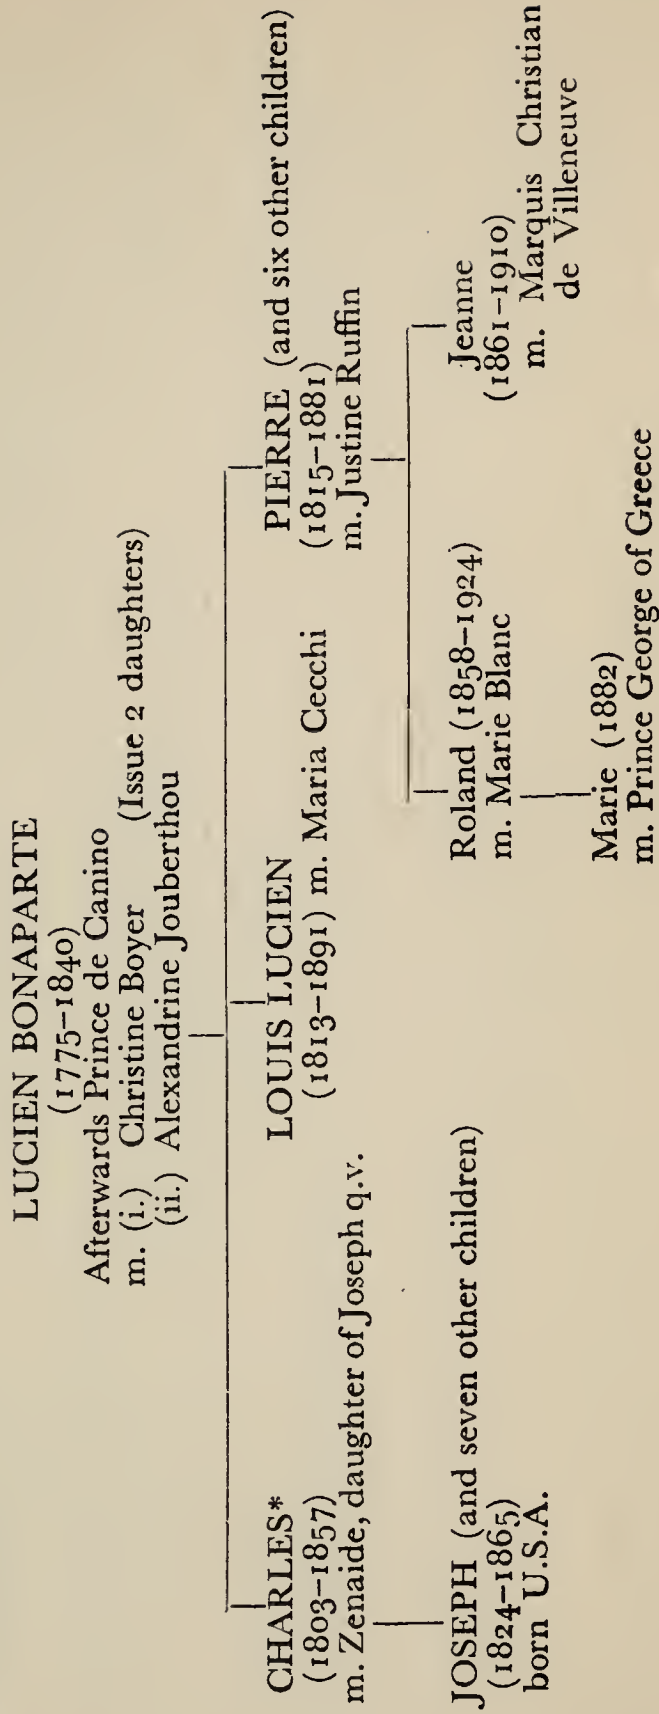 LUCIEN BONAPARTE
(1775–1840)
Afterwards Prince de Canino
m. (i.) Christine Boyer (Issue 2 daughters)
(ii.) Alexandrine Jouberthou
CHARLES*
(1803–1857)
m. Zenaide, daughter of Joseph q.v.
LOUIS LUCIEN
(1813–1891) m. Maria Cecchi
PIERRE (and six other children)
(1815–1881)
m. Justine Ruffin
JOSEPH (and seven other children)
(1824–1865)
born U.S.A.
Roland (1858–1924)
m. Marie Blanc
Jeanne
(1861–1910)
m. Marquis Christian
de Villeneuve
Marie (1882)
m. Prince George of Greece